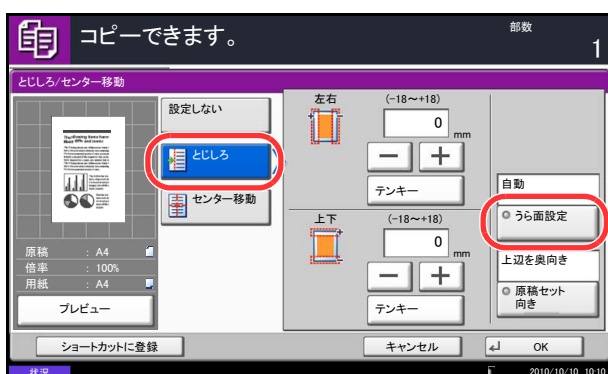 コピーできます。
部数
1
とじしろ/センター移動
設定しない
とじしろ
センター移動
左右
(-18～+18)
0 mm
テンキー
上下
(-18～+18)
0 mm
テンキー
自動
うら面設定
上辺を奥向き
原稿セット
向き
原稿 : A4
倍率 : 100%
用紙 : A4
プレビュー
ショートカットに登録
キャンセル
OK
状況
2010/10/10 10:10